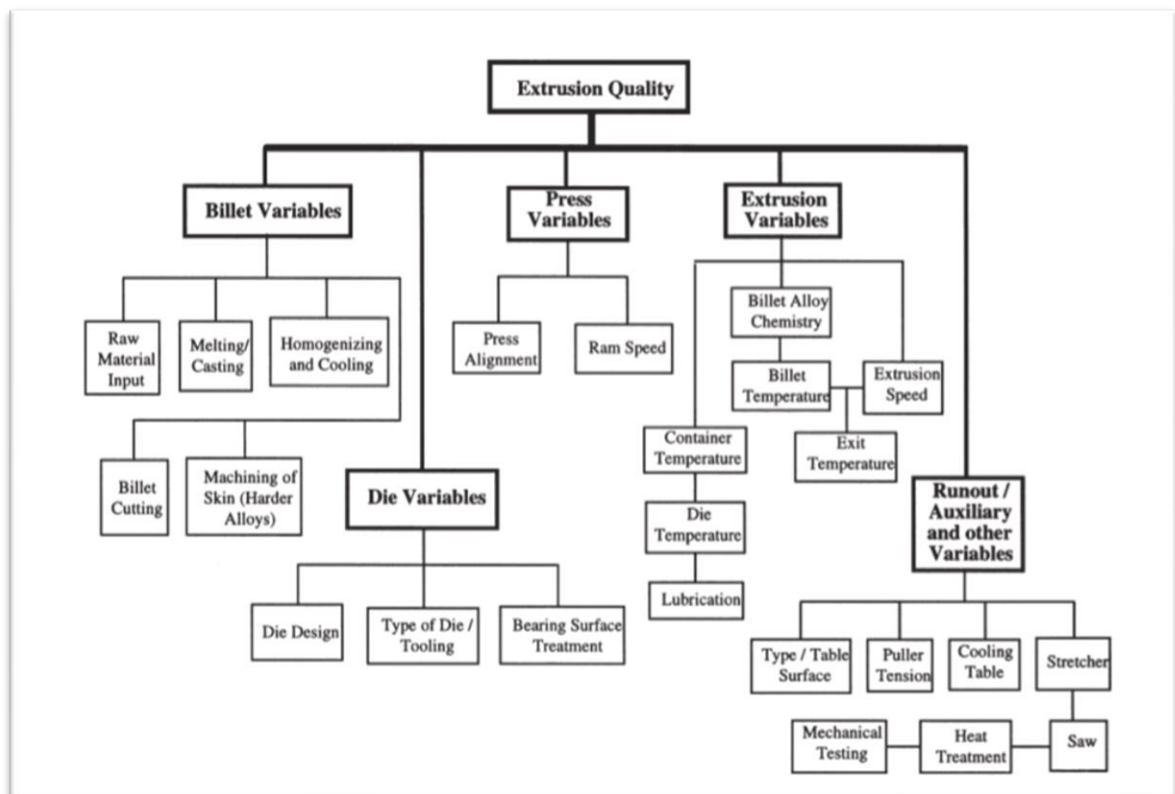 Extrusion Quality
Billet Variables
Press
Variables
Extrusion
Variables
Raw
Material
Input
Melting/
Casting
Homogenizing
and Cooling
Press
Alignment
Ram Speed
Billet Alloy
Chemistry
Billet
Temperature
Extrusion
Speed
Exit
Temperature
Container
Temperature
Die
Temperature
Lubrication
Billet
Cutting
Machining of
Skin (Harder
Alloys)
Die Variables
Die Design
Type of Die /
Tooling
Bearing Surface
Treatment
Runout /
Auxiliary
and other
Variables
Type / Table
Surface
Puller
Tension
Cooling
Table
Stretcher
Saw
Heat
Treatment
Mechanical
Testing